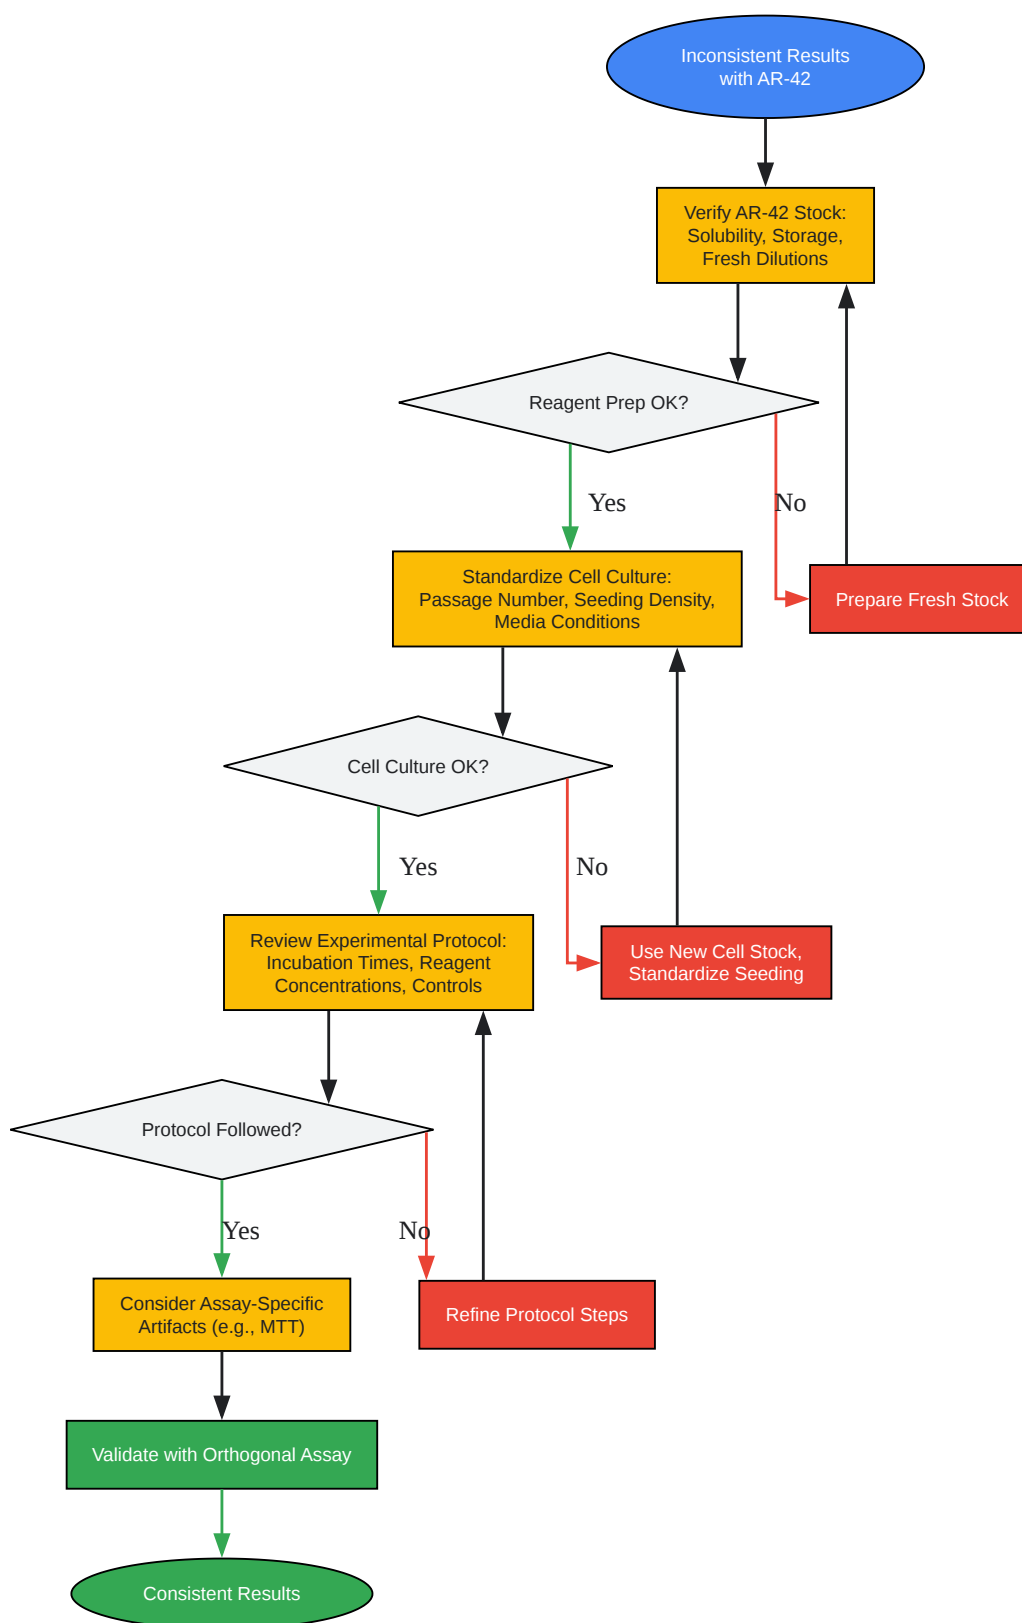 Inconsistent Results
with AR-42
Verify AR-42 Stock:
Solubility, Storage,
Fresh Dilutions
Reagent Prep OK?
Yes
No
Standardize Cell Culture:
Passage Number, Seeding Density,
Media Conditions
Prepare Fresh Stock
Cell Culture OK?
Yes
No
Review Experimental Protocol:
Incubation Times, Reagent
Concentrations, Controls
Use New Cell Stock,
Standardize Seeding
Protocol Followed?
Yes
No
Consider Assay-Specific
Artifacts (e.g., MTT)
Refine Protocol Steps
Validate with Orthogonal Assay
Consistent Results